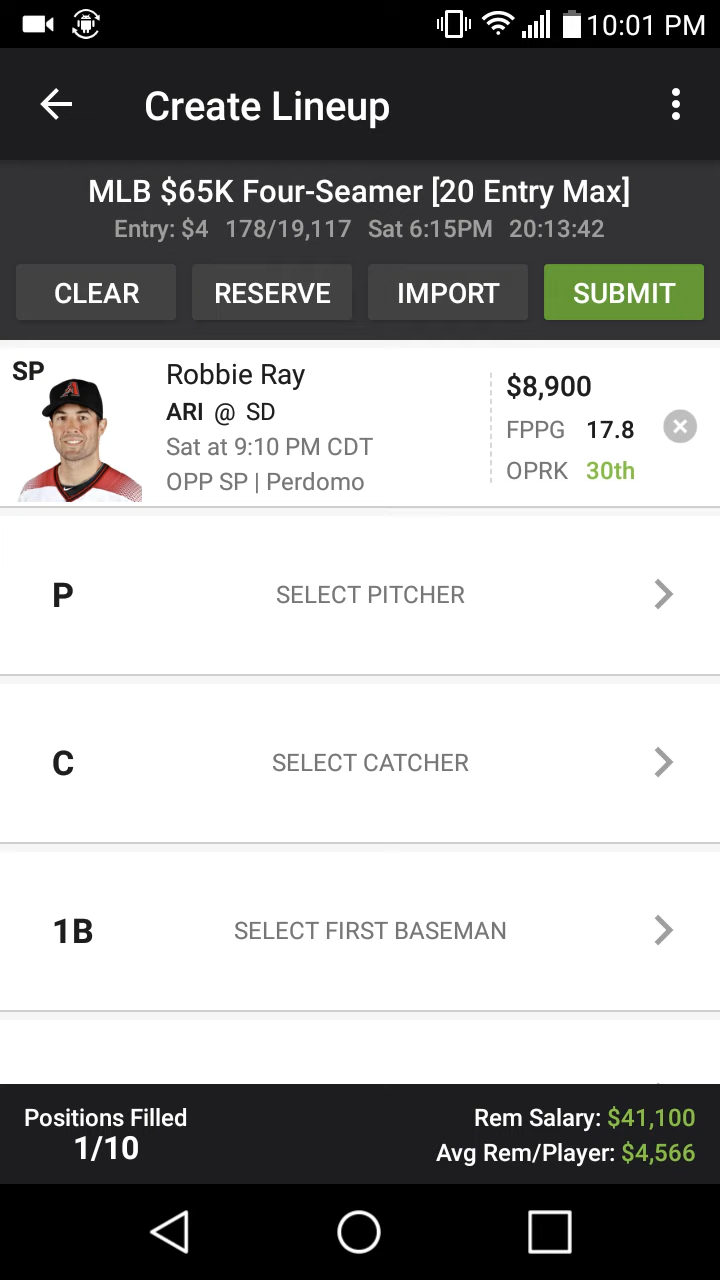 10:01 PM
Create Lineup
MLB $65K Four-Seamer [20 Entry Max]
Entry: $4 178/19,117 Sat 6:15PM 20:13:42
CLEAR RESERVE IMPORT SUBMIT
SP
A
Robbie Ray
ARI @ SD
Sat at 9:10 PM CDT
OPP SP | Perdomo
$8,900
FPPG 17.8
OPRK 30th
P SELECT PITCHER
C SELECT CATCHER
1B SELECT FIRST BASEMAN
Positions Filled
1/10
Rem Salary: $41,100
Avg Rem/Player: $4,566